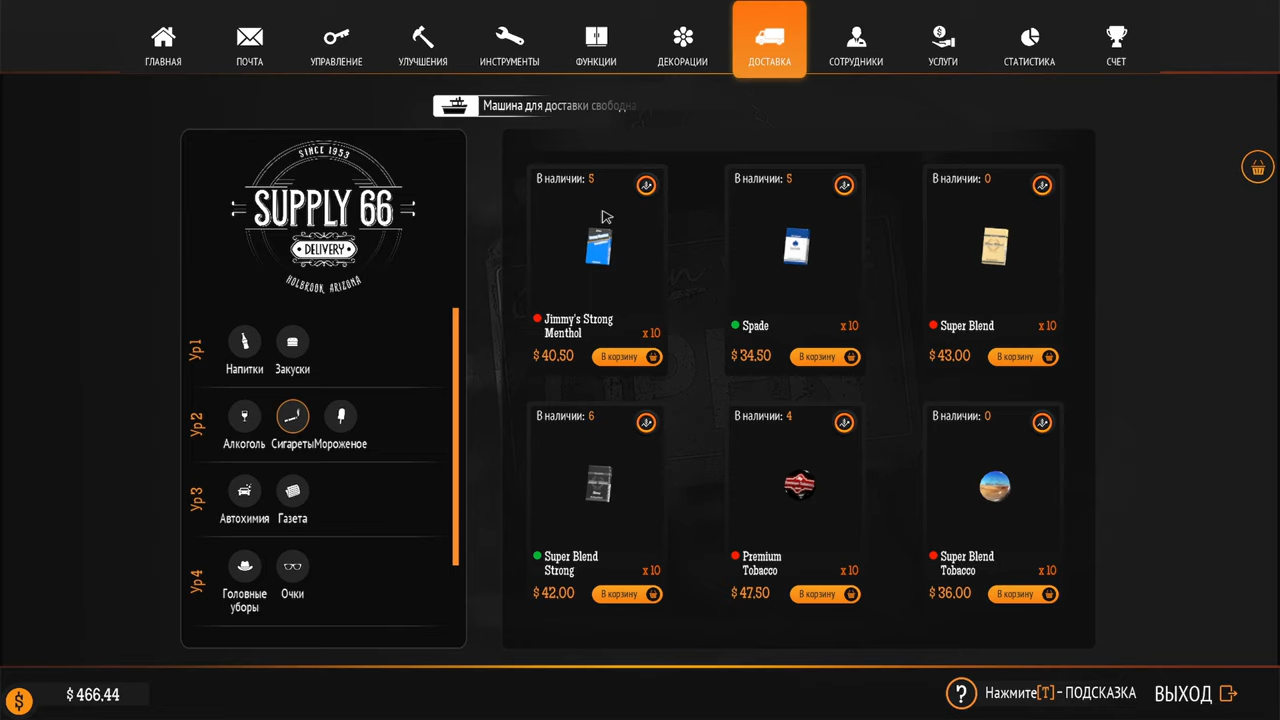 ГЛАВНАЯ
ПОЧТА
УПРАВЛЕНИЕ
УЛУЧШЕНИЯ
ИНСТРУМЕНТЫ
ФУНКЦИИ
ДЕКОРАЦИИ
ДОСТАВКА
СОТРУДНИКИ
УСЛУГИ
СТАТИСТИКА
СЧЕТ
Машина для доставки свободна
SINCE 1953
SUPPLY 66
DELIVERY
HOLBROOK, ARIZONA
Ур1
Напитки
Закуски
Ур2
Алкоголь
Сигареты
Мороженое
Ур3
Автохимия
Газета
Ур4
Головные
уборы
Очки
В наличии: 5
Jimmy's Strong
Menthol
x 10
$ 40.50
В корзину
В наличии: 5
Spade
x 10
$ 34.50
В корзину
В наличии: 0
Super Blend
x 10
$ 43.00
В корзину
В наличии: 6
Super Blend
Strong
x 10
$ 42.00
В корзину
В наличии: 4
Premium
Tobacco
x 10
$ 47.50
В корзину
В наличии: 0
Super Blend
Tobacco
x 10
$ 36.00
В корзину
$ 466.44
Нажмите[T] - ПОДСКАЗКА
ВЫХОД